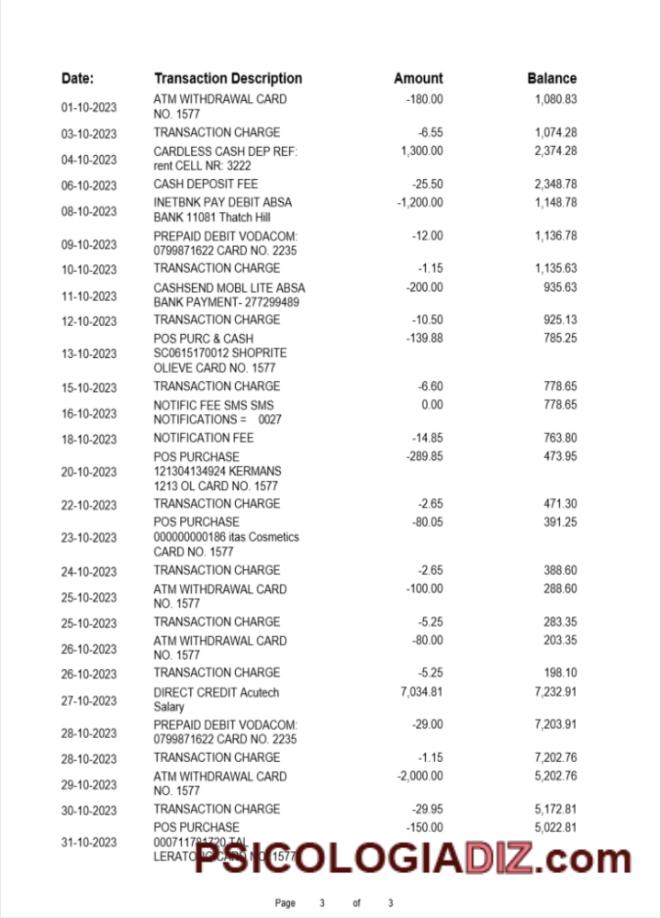 Date: Transaction Description Amount Balance
01-10-2023 ATM WITHDRAWAL CARD -180.00 1,080.83
NO. 1577
03-10-2023 TRANSACTION CHARGE -6.55 1,074.28
04-10-2023 CARDLESS CASH DEP REF: 1,300.00 2,374.28
rent CELL NR: 3222
06-10-2023 CASH DEPOSIT FEE -25.50 2,348.78
08-10-2023 INETBNK PAY DEBIT ABSA -1,200.00 1,148.78
BANK 11081 Thatch Hill
09-10-2023 PREPAID DEBIT VODACOM: -12.00 1,136.78
0799871622 CARD NO. 2235
10-10-2023 TRANSACTION CHARGE -1.15 1,135.63
11-10-2023 CASHSEND MOBL LITE ABSA -200.00 935.63
BANK PAYMENT- 277299489
12-10-2023 TRANSACTION CHARGE -10.50 925.13
POS PURC & CASH -139.88 785.25
13-10-2023 SC0615170012 SHOPRITE
OLIEVE CARD NO. 1577
15-10-2023 TRANSACTION CHARGE -6.60 778.65
16-10-2023 NOTIFIC FEE SMS SMS 0.00 778.65
NOTIFICATIONS = 0027
18-10-2023 NOTIFICATION FEE -14.85 763.80
POS PURCHASE -289.85 473.95
20-10-2023 121304134924 KERMANS
1213 OL CARD NO. 1577
22-10-2023 TRANSACTION CHARGE -2.65 471.30
POS PURCHASE -80.05 391.25
23-10-2023 000000000186 itas Cosmetics
CARD NO. 1577
24-10-2023 TRANSACTION CHARGE -2.65 388.60
25-10-2023 ATM WITHDRAWAL CARD -100.00 288.60
NO. 1577
25-10-2023 TRANSACTION CHARGE -5.25 283.35
26-10-2023 ATM WITHDRAWAL CARD -80.00 203.35
NO. 1577
26-10-2023 TRANSACTION CHARGE -5.25 198.10
27-10-2023 DIRECT CREDIT Acutech 7,034.81 7,232.91
Salary
28-10-2023 PREPAID DEBIT VODACOM: -29.00 7,203.91
0799871622 CARD NO. 2235
28-10-2023 TRANSACTION CHARGE -1.15 7,202.76
29-10-2023 ATM WITHDRAWAL CARD -2,000.00 5,202.76
NO. 1577
30-10-2023 TRANSACTION CHARGE -29.95 5,172.81
POS PURCHASE -150.00 5,022.81
31-10-2023 TAL
CARD NO. 1577
PSICOLOGIADIZ.com
Page 3 of 3